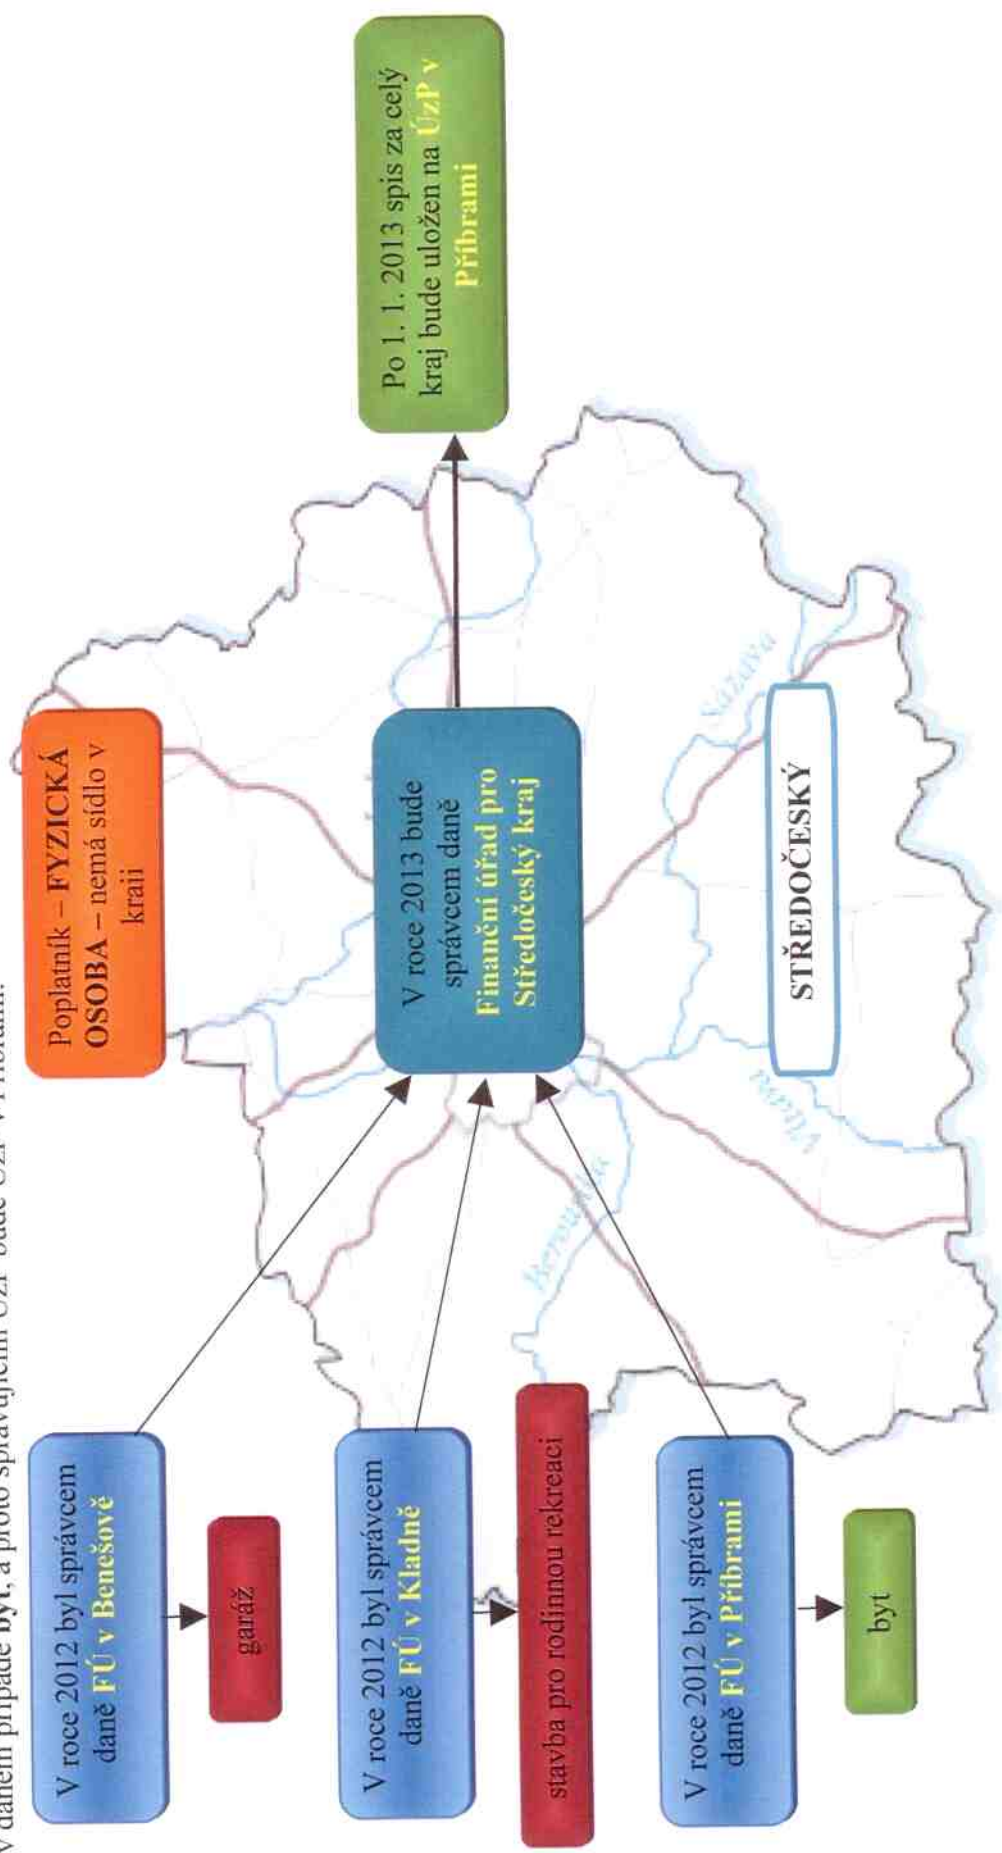 V daném případě byt, a proto spravujícím ÚzP bude ÚzP v Příbrami.
Poplatník – FYZICKÁ
OSOBA – nemá sídlo v
kraji
V roce 2012 byl správcem
daně FÚ v Benešově
garáž
V roce 2012 byl správcem
daně FÚ v Kladně
stavba pro rodinnou rekreaci
V roce 2012 byl správcem
daně FÚ v Příbrami
byt
V roce 2013 bude
správcem daně
Finanční úřad pro
Středočeský kraj
Po 1. 1. 2013 spis za celý
kraj bude uložen na ÚzP v
Příbrami
STŘEDOČESKÝ
Sázava
Vltava
Berounka